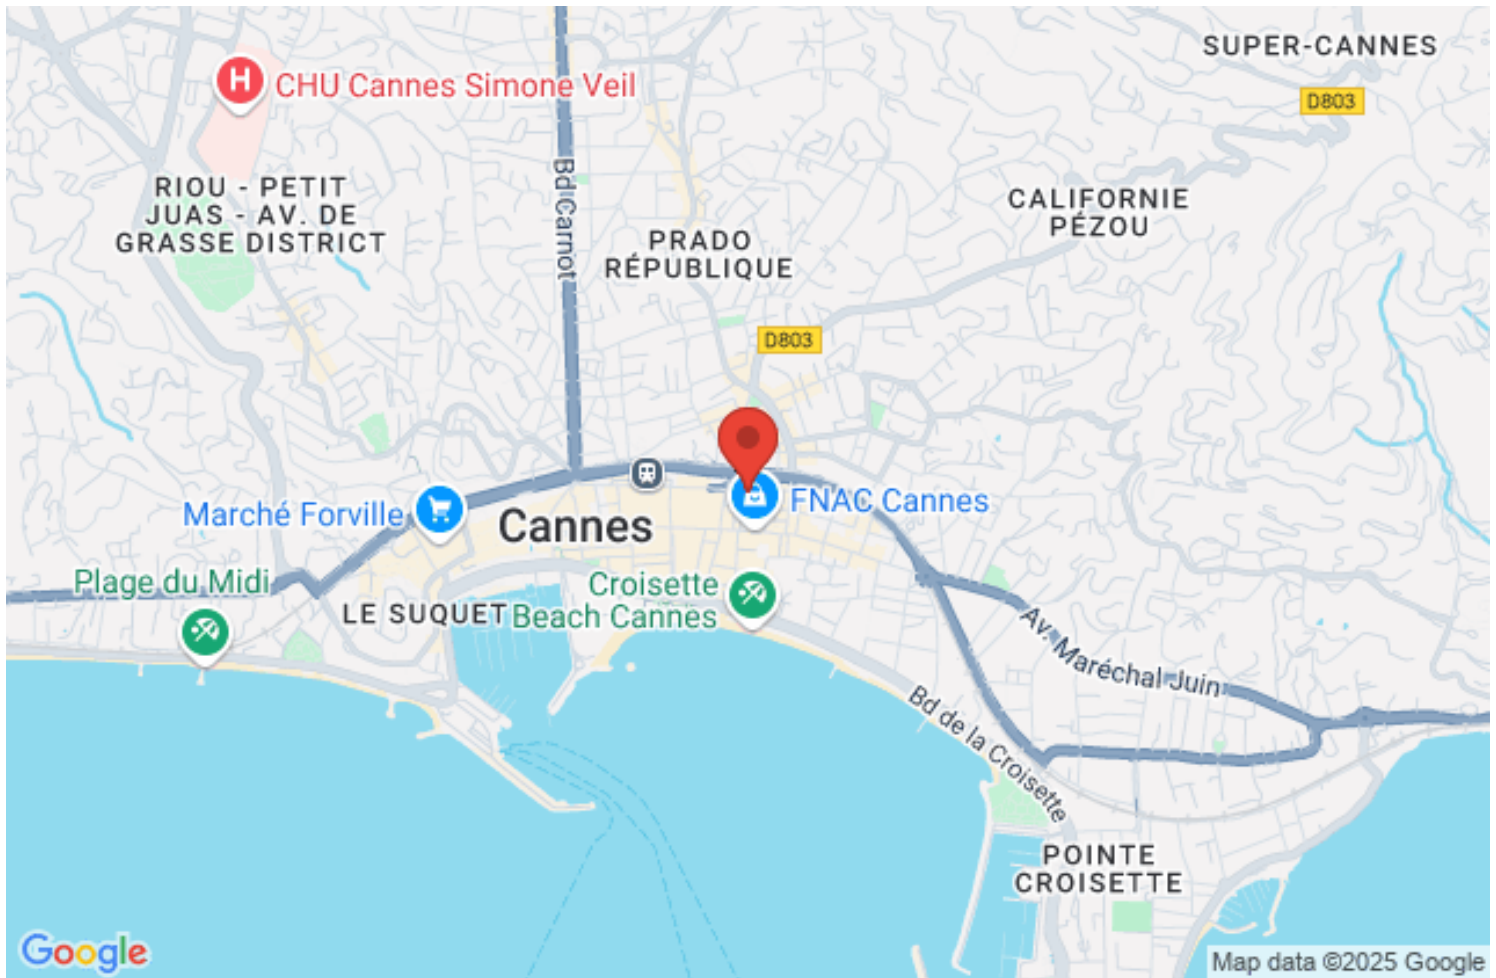 SUPER-CANNES
H
CHU Cannes Simone Veil
D803
RIOU - PETIT
JUAS - AV. DE
GRASSE DISTRICT
Bd Carnot
CALIFORNIE
PÉZOU
PRADO
RÉPUBLIQUE
D803
Marché Forville
Cannes
FNAC Cannes
Plage du Midi
LE SUQUET
Croisette
Beach Cannes
Av. Maréchal Juin
Bd de la Croisette
POINTE
CROISETTE
Google
Map data ©2025 Google